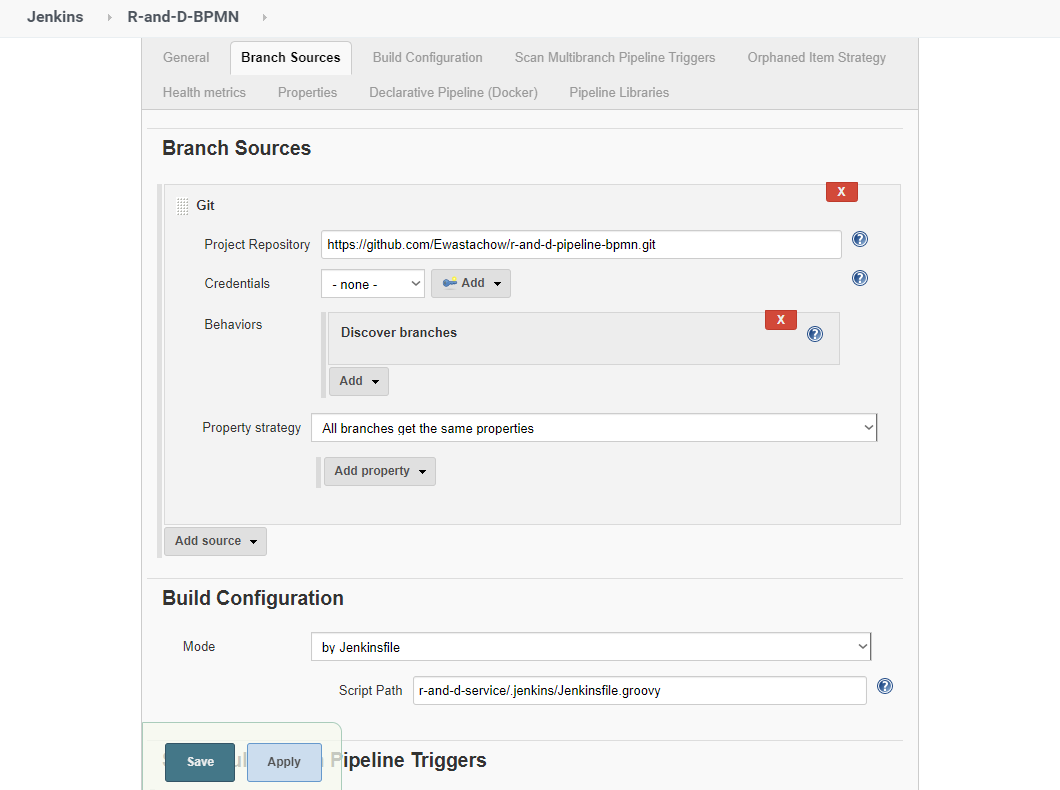 Jenkins R-and-D-BPMN
General Branch Sources Build Configuration Scan Multibranch Pipeline Triggers Orphaned Item Strategy
Health metrics Properties Declarative Pipeline (Docker) Pipeline Libraries
Branch Sources
X
Git
Project Repository https://github.com/Ewastachow/r-and-d-pipeline-bpmn.git ?
Credentials - none - Add ?
Behaviors
X
Discover branches ?
Add
Property strategy All branches get the same properties
Add property
Add source
Build Configuration
Mode by Jenkinsfile
Script Path r-and-d-service/.jenkins/Jenkinsfile.groovy ?
Pipeline Triggers
Save Apply